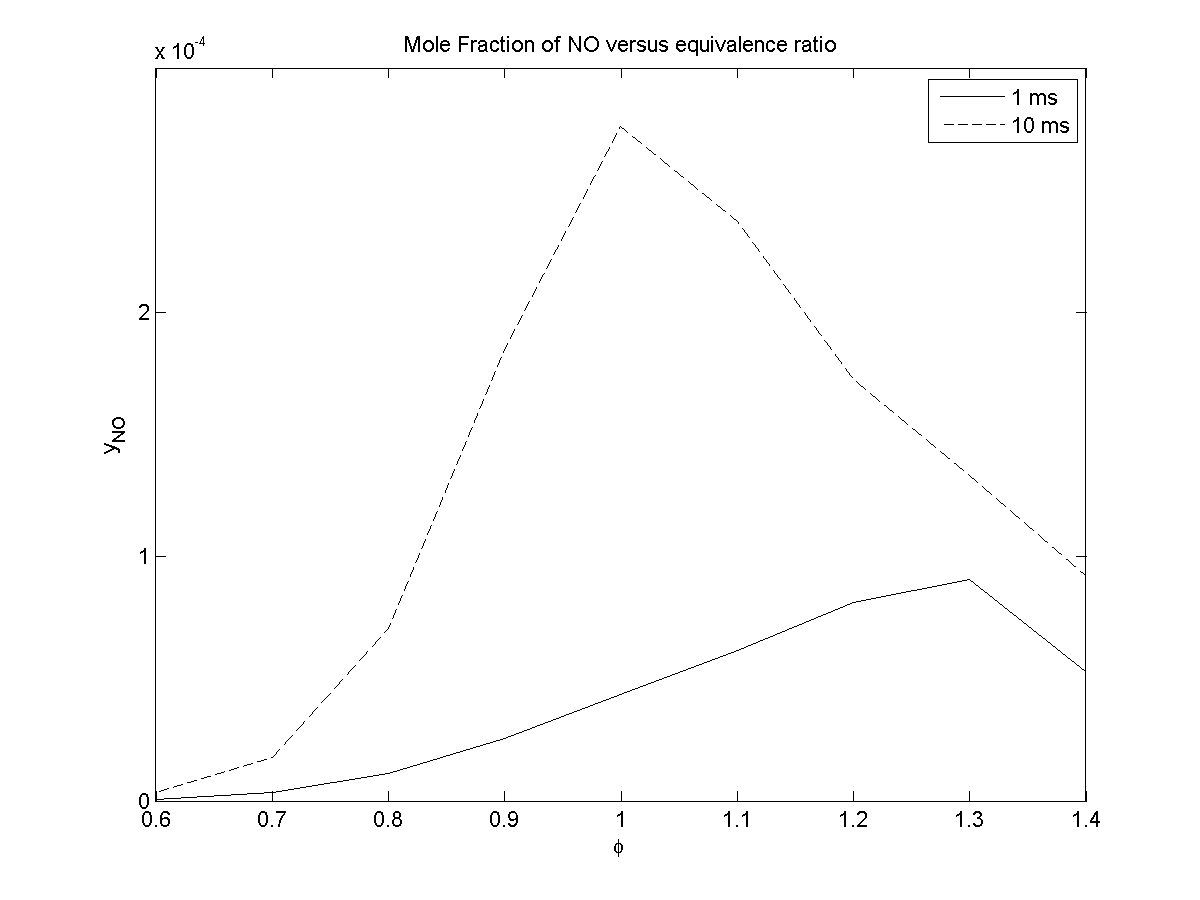 Mole Fraction of NO versus equivalence ratio
x 10-4
1 ms
10 ms
2
1
0
yNO
0.6 0.7 0.8 0.9 1 1.1 1.2 1.3 1.4
ϕ